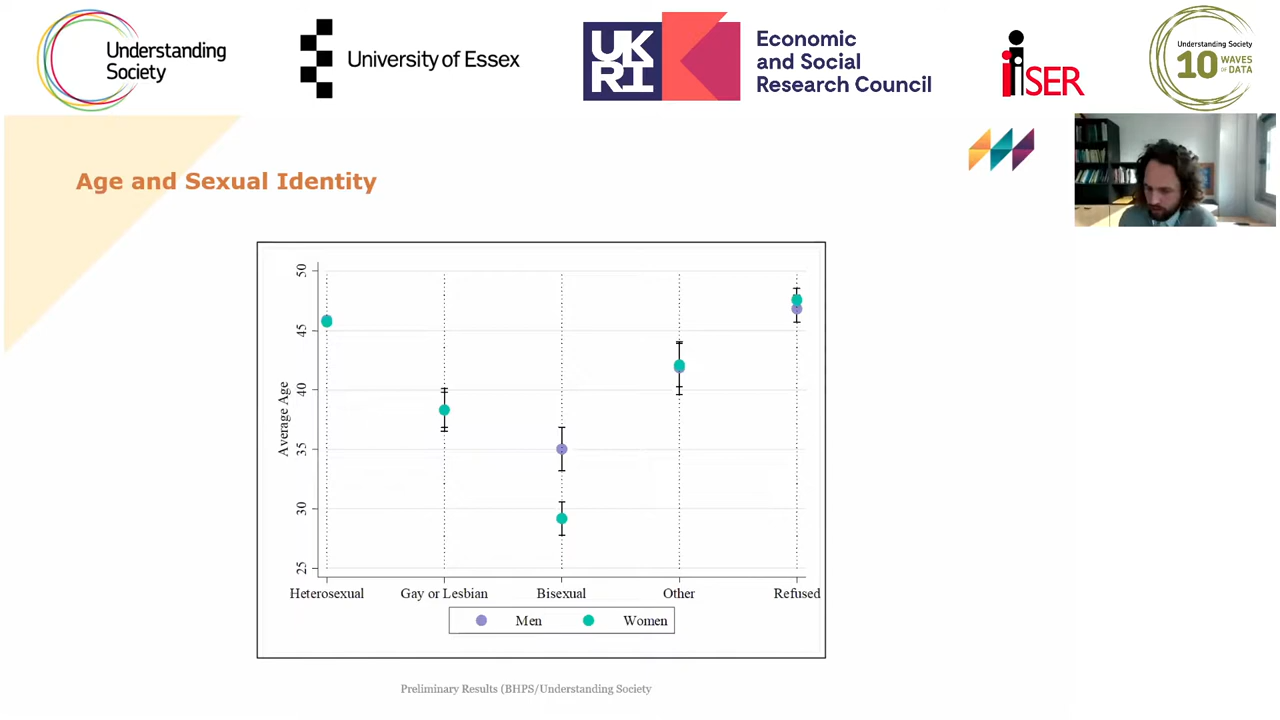 Understanding
Society
University of Essex
UK
RI
Economic
and Social
Research Council
iSER
Understanding Society
10 WAVES
OF DATA
Age and Sexual Identity
50
45
40
35
30
25
Average Age
Heterosexual
Gay or Lesbian
Bisexual
Other
Refused
Men
Women
Preliminary Results (BHPS/Understanding Society